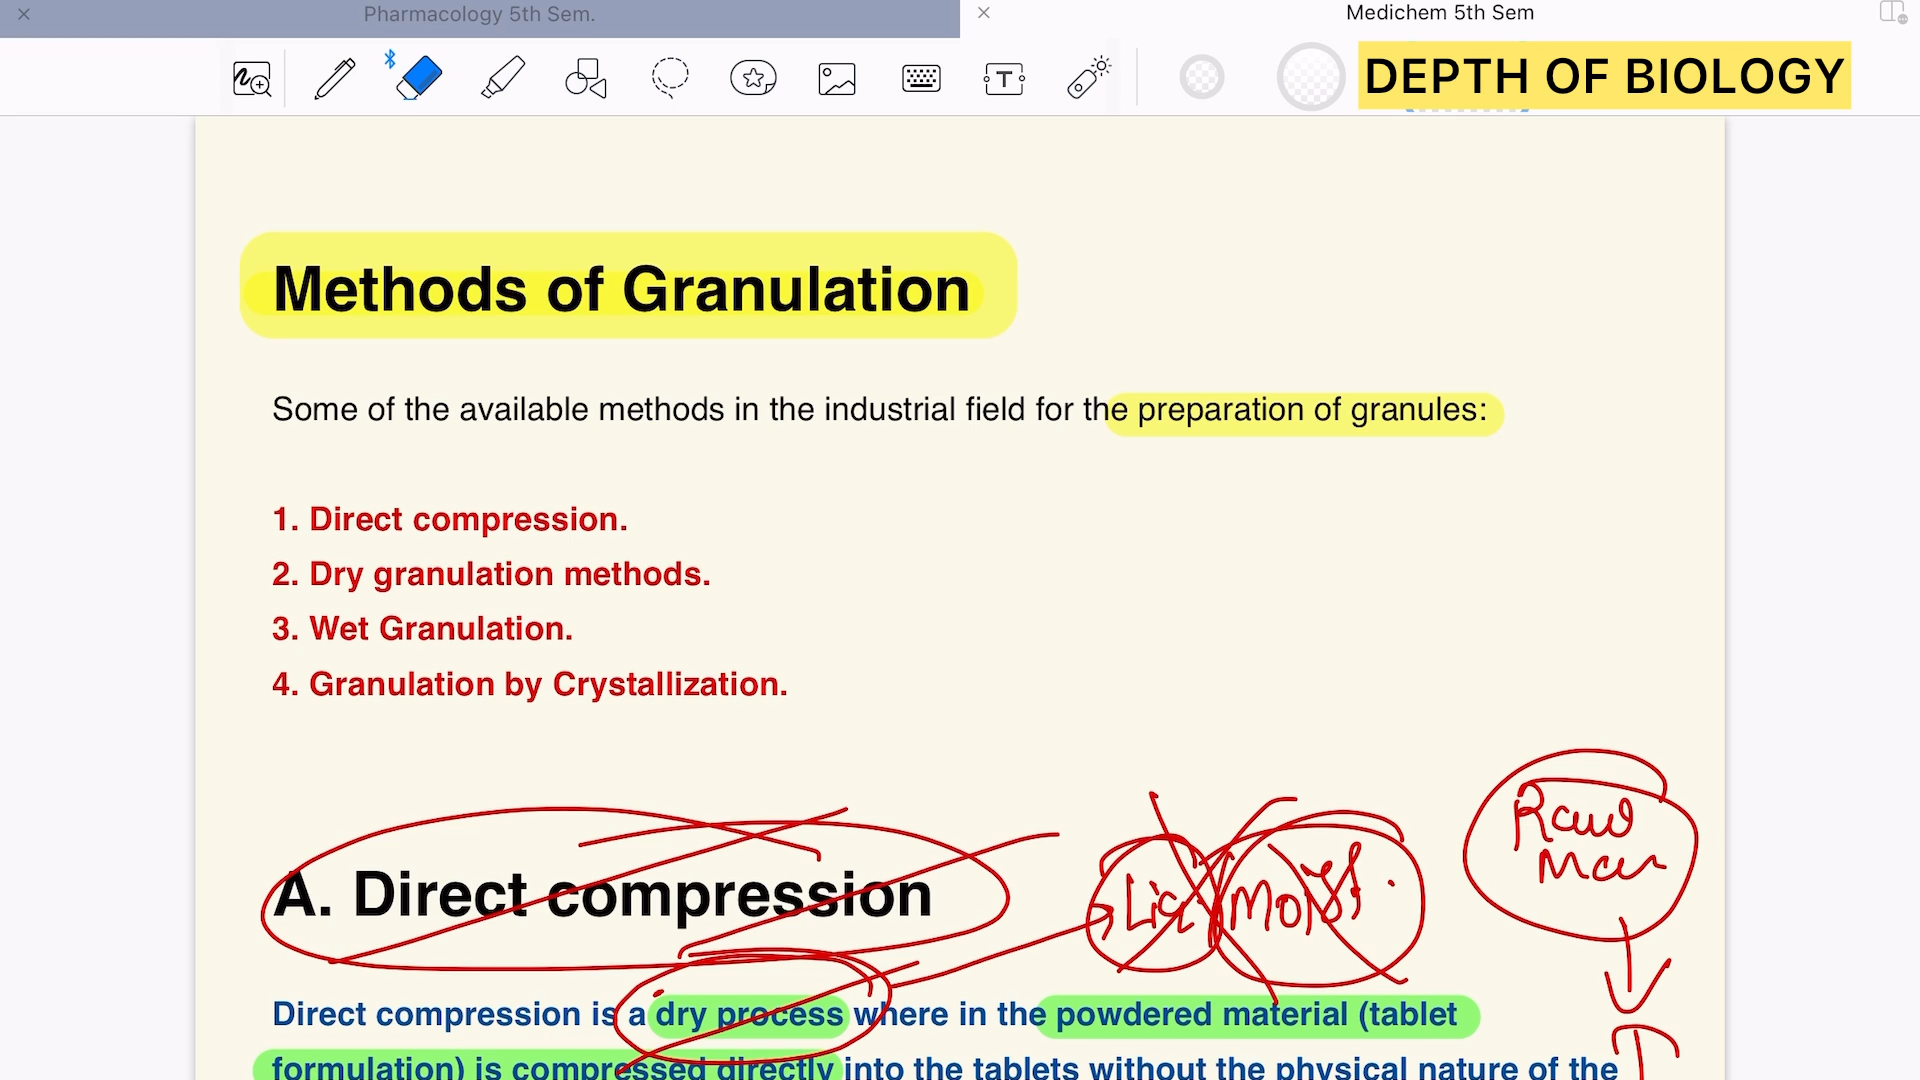 Pharmacology 5th Sem.
Medichem 5th Sem
DEPTH OF BIOLOGY
Methods of Granulation
Some of the available methods in the industrial field for the preparation of granules:
1. Direct compression.
2. Dry granulation methods.
3. Wet Granulation.
4. Granulation by Crystallization.
Raw
A. Direct compression
Liq Moist.
Direct compression is a dry process where in the powdered material (tablet
formulation) is compressed directly into the tablets without the physical nature of the